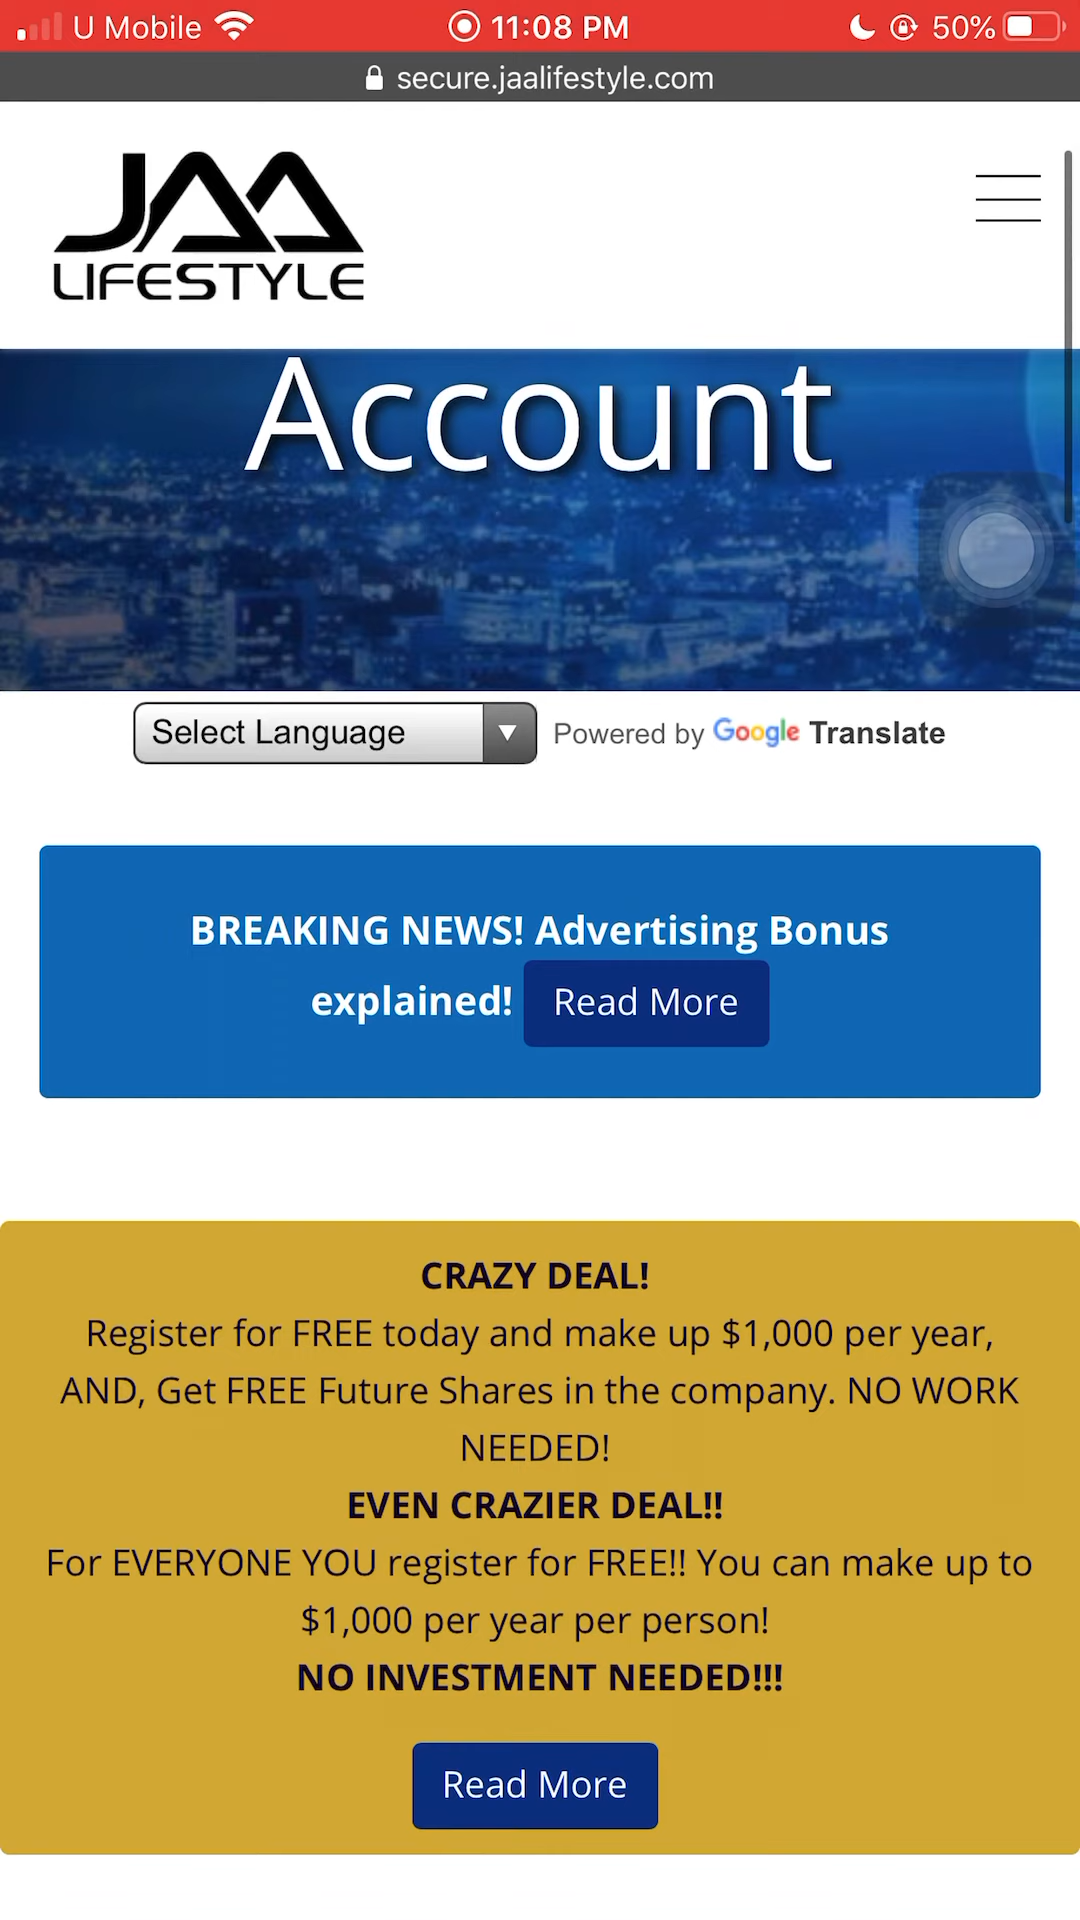 U Mobile 11:08 PM 50%
secure.jaalifestyle.com
JAA
LIFESTYLE
Account
Select Language Powered by Google Translate
BREAKING NEWS! Advertising Bonus
explained! Read More
CRAZY DEAL!
Register for FREE today and make up $1,000 per year,
AND, Get FREE Future Shares in the company. NO WORK
NEEDED!
EVEN CRAZIER DEAL!!
For EVERYONE YOU register for FREE!! You can make up to
$1,000 per year per person!
NO INVESTMENT NEEDED!!!
Read More